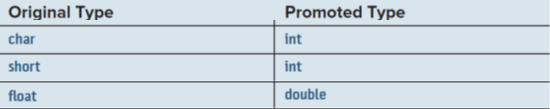 Original Type Promoted Type
char int
short int
float double